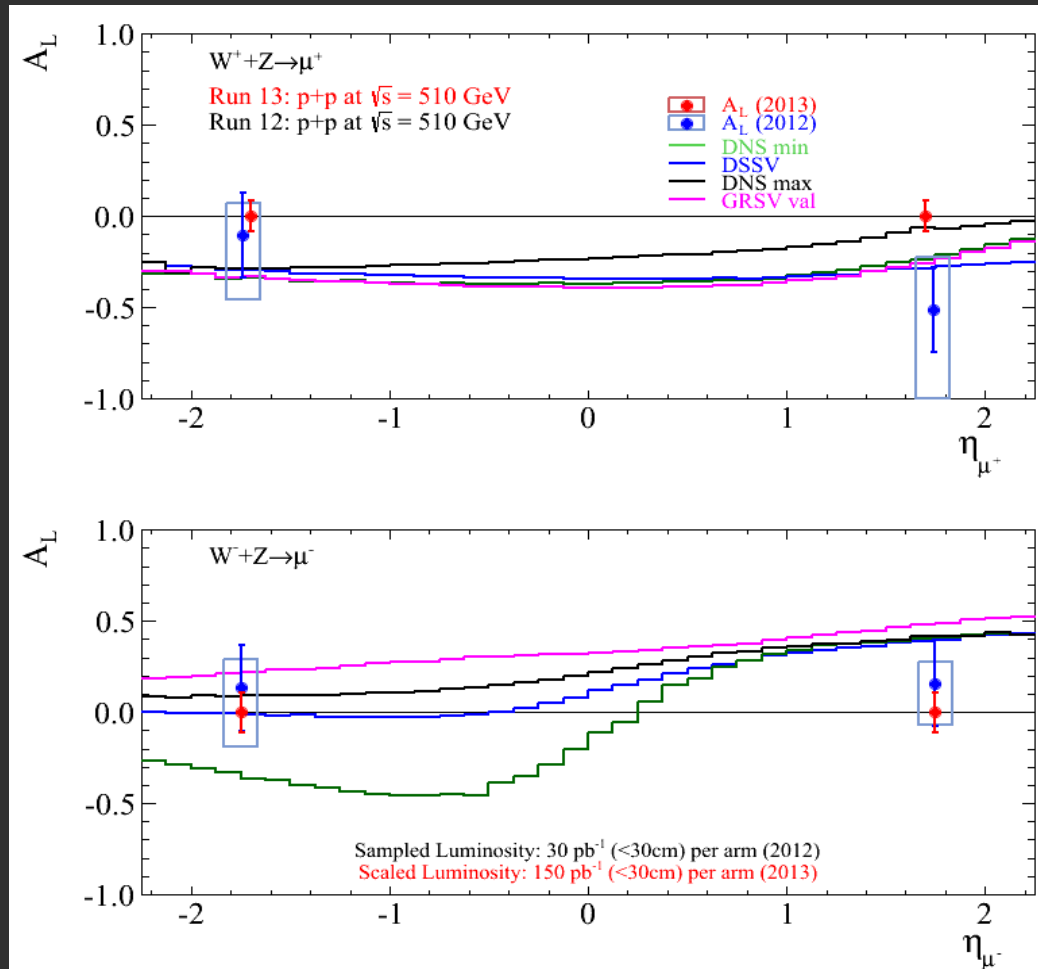 A_L
1.0
0.5
0.0
-0.5
-1.0
W⁺+Z→μ⁺
Run 13: p+p at √s = 510 GeV
Run 12: p+p at √s = 510 GeV
A_L (2013)
A_L (2012)
DNS min
DSSV
DNS max
GRSV val
-2 -1 0 1 2
η_μ⁺
A_L
1.0
0.5
0.0
-0.5
-1.0
W⁻+Z→μ⁻
Sampled Luminosity: 30 pb⁻¹ (<30cm) per arm (2012)
Scaled Luminosity: 150 pb⁻¹ (<30cm) per arm (2013)
-2 -1 0 1 2
η_μ⁻